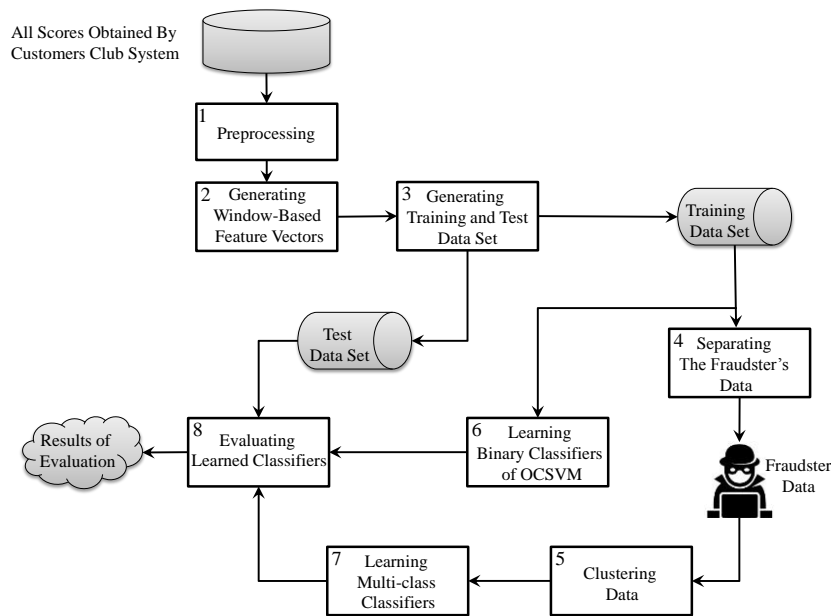 All Scores Obtained By
Customers Club System
1
Preprocessing
2
Generating
Window-Based
Feature Vectors
3
Generating
Training and Test
Data Set
Training
Data Set
Test
Data Set
4
Separating
The Fraudster's
Data
Fraudster
Data
5
Clustering
Data
6
Learning
Binary Classifiers
of OCSVM
7
Learning
Multi-class
Classifiers
8
Evaluating
Learned Classifiers
Results of
Evaluation